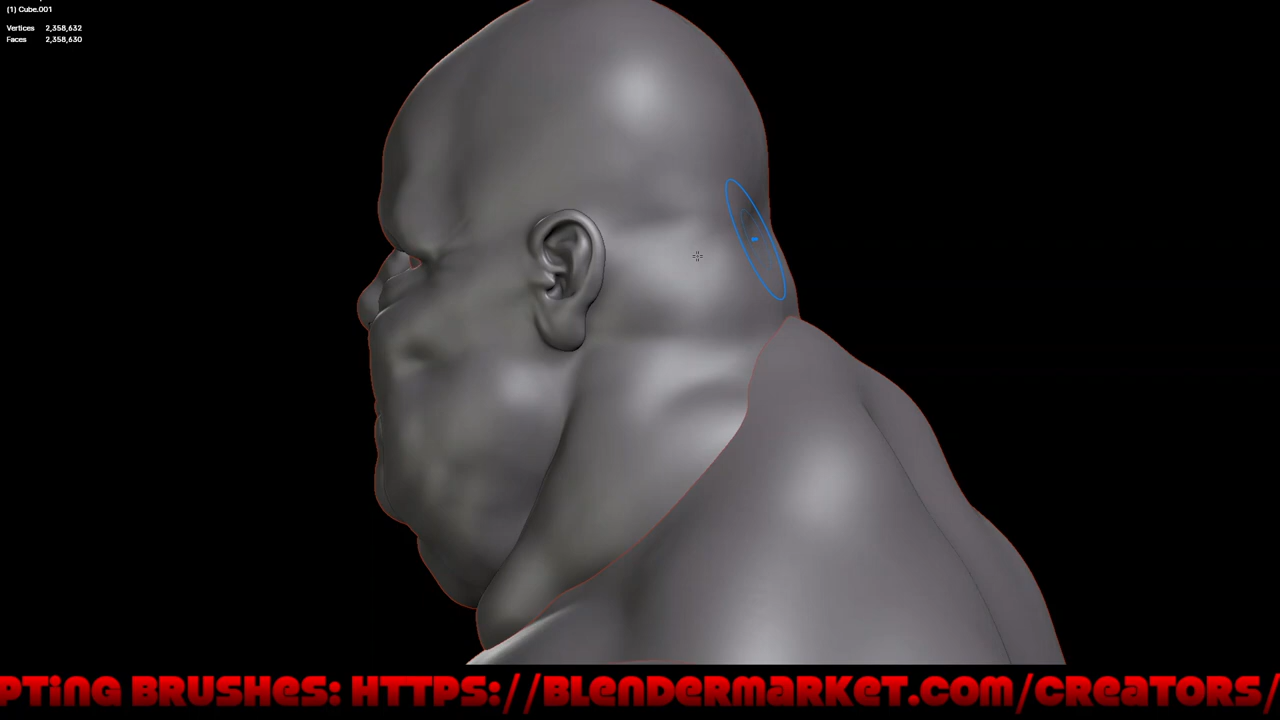 (1) Cube.001
Vertices 2,358,632
Faces 2,358,630
PTiNG BRUSHES: HTTPS://BLENDERMARKET.COM/CREATORS/